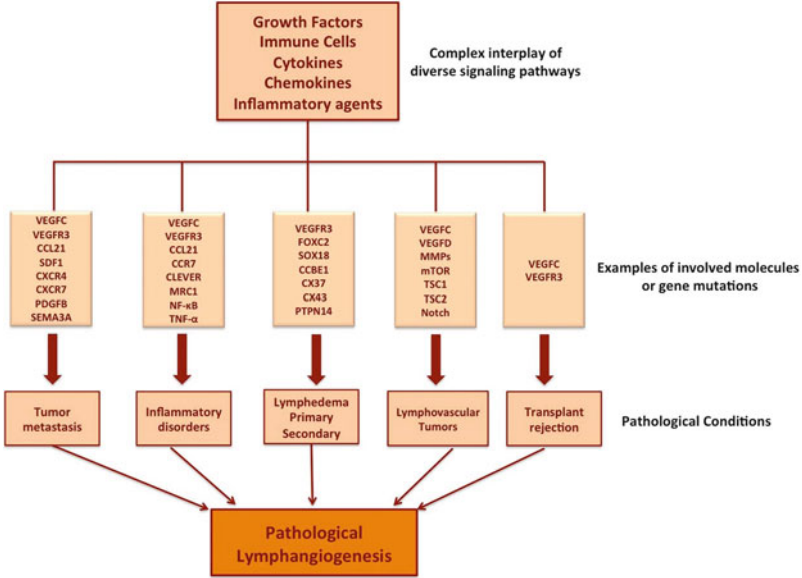 Growth Factors
Immune Cells
Cytokines
Chemokines
Inflammatory agents
Complex interplay of
diverse signaling pathways
VEGFC
VEGFR3
CCL21
SDF1
CXCR4
CXCR7
PDGFB
SEMA3A
VEGFC
VEGFR3
CCL21
CCR7
CLEVER
MRC1
NF-κB
TNF-α
VEGFR3
FOXC2
SOX18
CCBE1
CX37
CX43
PTPN14
VEGFC
VEGFD
MMPs
mTOR
TSC1
TSC2
Notch
VEGFC
VEGFR3
Examples of involved molecules
or gene mutations
Tumor
metastasis
Inflammatory
disorders
Lymphedema
Primary
Secondary
Lymphovascular
Tumors
Transplant
rejection
Pathological Conditions
Pathological
Lymphangiogenesis